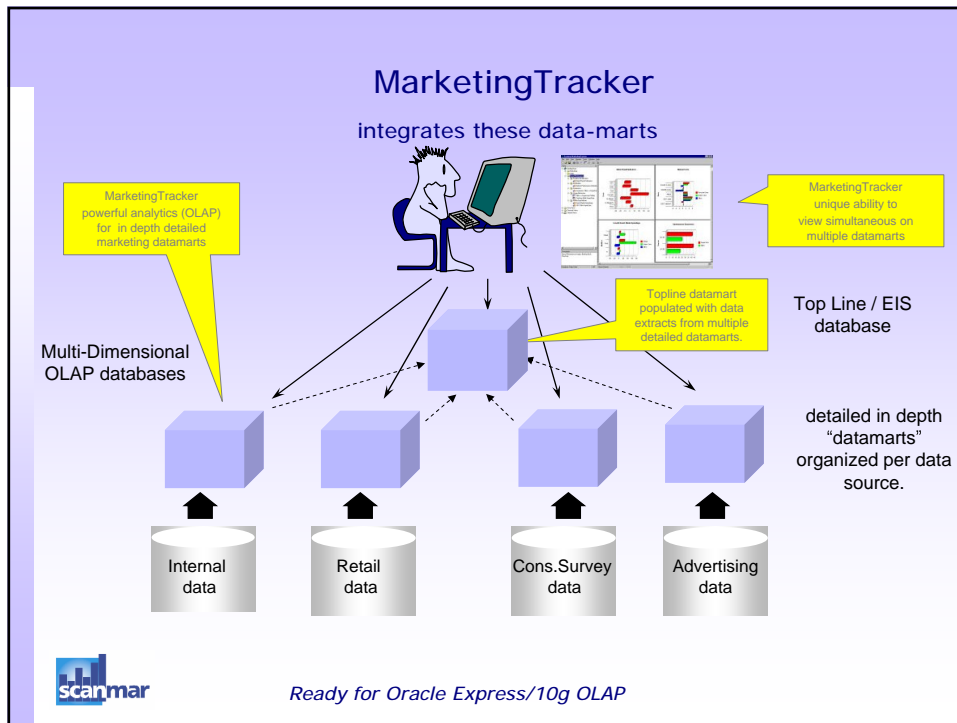 MarketingTracker
integrates these data-marts
MarketingTracker
powerful analytics (OLAP)
for in depth detailed
marketing datamarts
MarketingTracker
unique ability to
view simultaneous on
multiple datamarts
Topline datamart
populated with data
extracts from multiple
detailed datamarts.
Top Line / EIS
database
Multi-Dimensional
OLAP databases
detailed in depth
“datamarts”
organized per data
source.
Internal
data
Retail
data
Cons.Survey
data
Advertising
data
scanmar
Ready for Oracle Express/10g OLAP